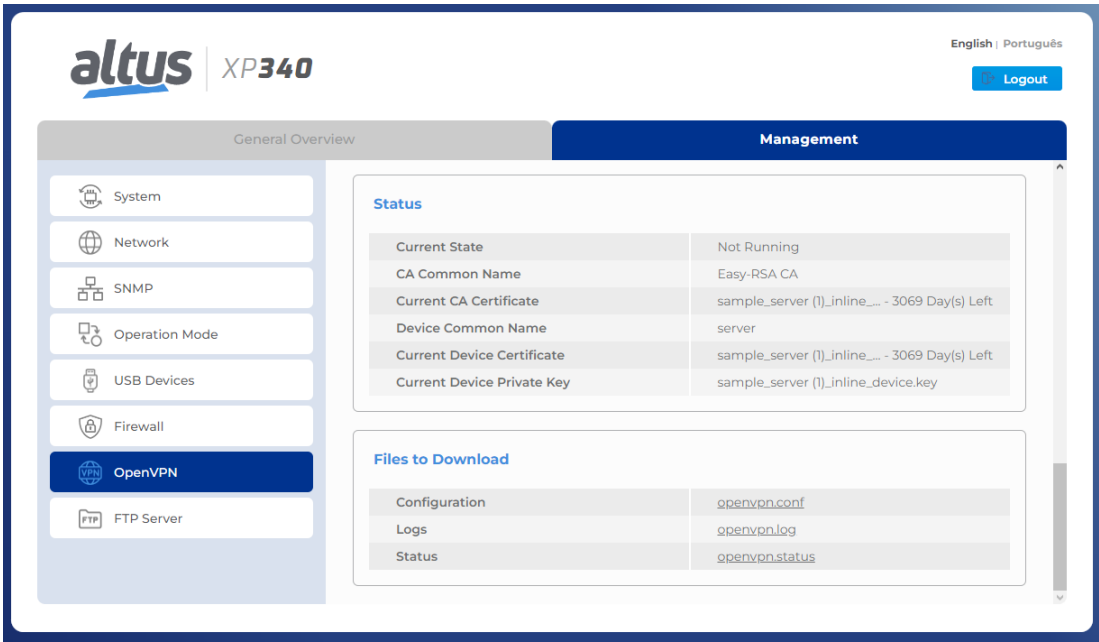 altus XP340
English | Português
Logout
General Overview
Management
System
Network
SNMP
Operation Mode
USB Devices
Firewall
VPN OpenVPN
FTP FTP Server
Status
Current State Not Running
CA Common Name Easy-RSA CA
Current CA Certificate sample_server (1)_inline_... - 3069 Day(s) Left
Device Common Name server
Current Device Certificate sample_server (1)_inline_... - 3069 Day(s) Left
Current Device Private Key sample_server (1)_inline_device.key
Files to Download
Configuration openvpn.conf
Logs openvpn.log
Status openvpn.status